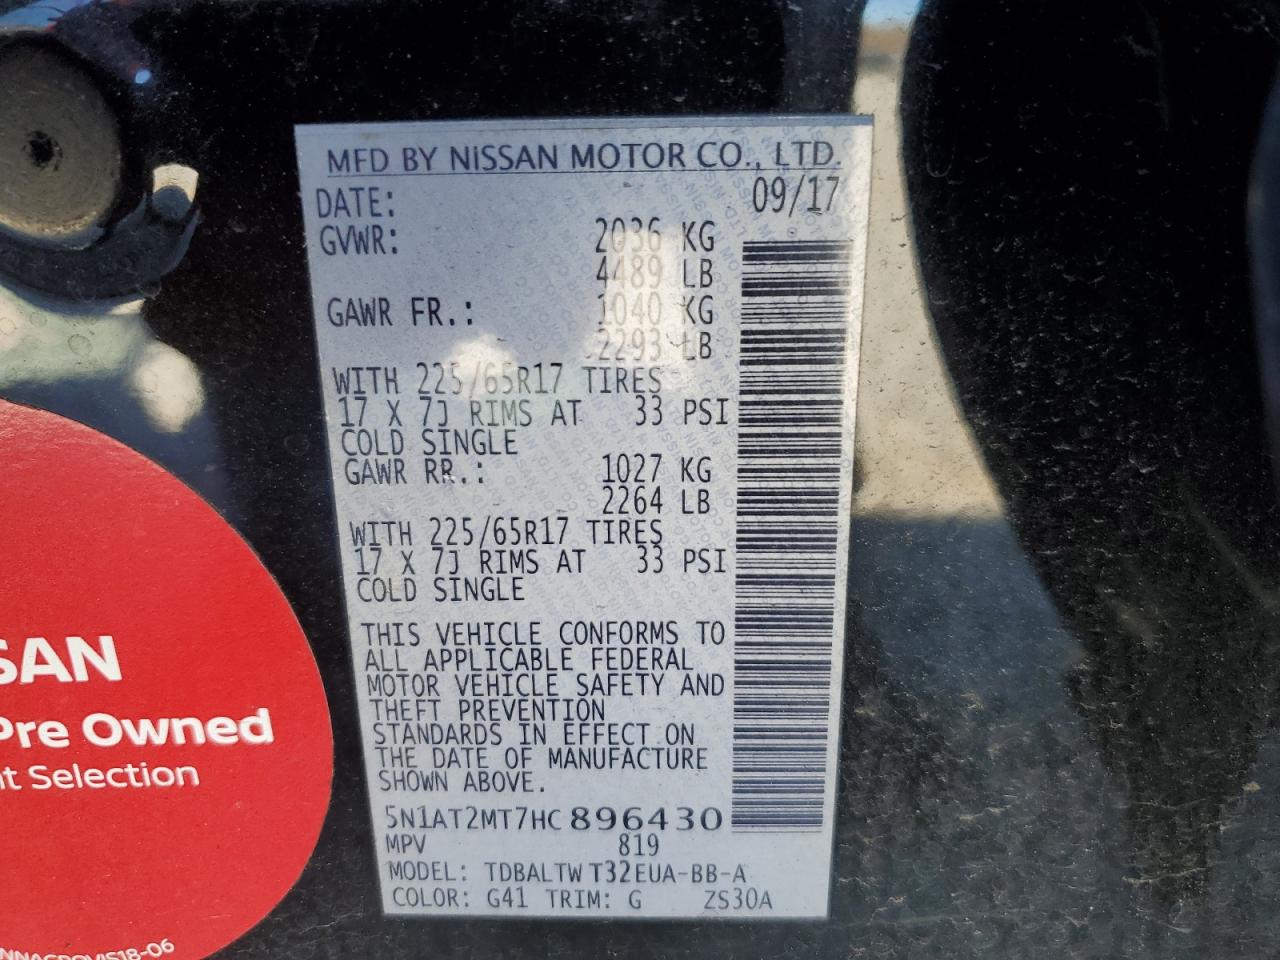 MFD BY NISSAN MOTOR CO., LTD.
DATE: 09/17
GVWR: 2036 KG
4489 LB
GAWR FR.: 1040 KG
2293 LB
WITH 225/65R17 TIRES
17 X 7J RIMS AT 33 PSI
COLD SINGLE
GAWR RR.: 1027 KG
2264 LB
WITH 225/65R17 TIRES
17 X 7J RIMS AT 33 PSI
COLD SINGLE
THIS VEHICLE CONFORMS TO
ALL APPLICABLE FEDERAL
MOTOR VEHICLE SAFETY AND
THEFT PREVENTION
STANDARDS IN EFFECT ON
THE DATE OF MANUFACTURE
SHOWN ABOVE.
5N1AT2MT7HC896430
MPV 819
MODEL: TDBALTW T32EUA-BB-A
COLOR: G41 TRIM: G ZS30A
SAN
Pre Owned
nt Selection